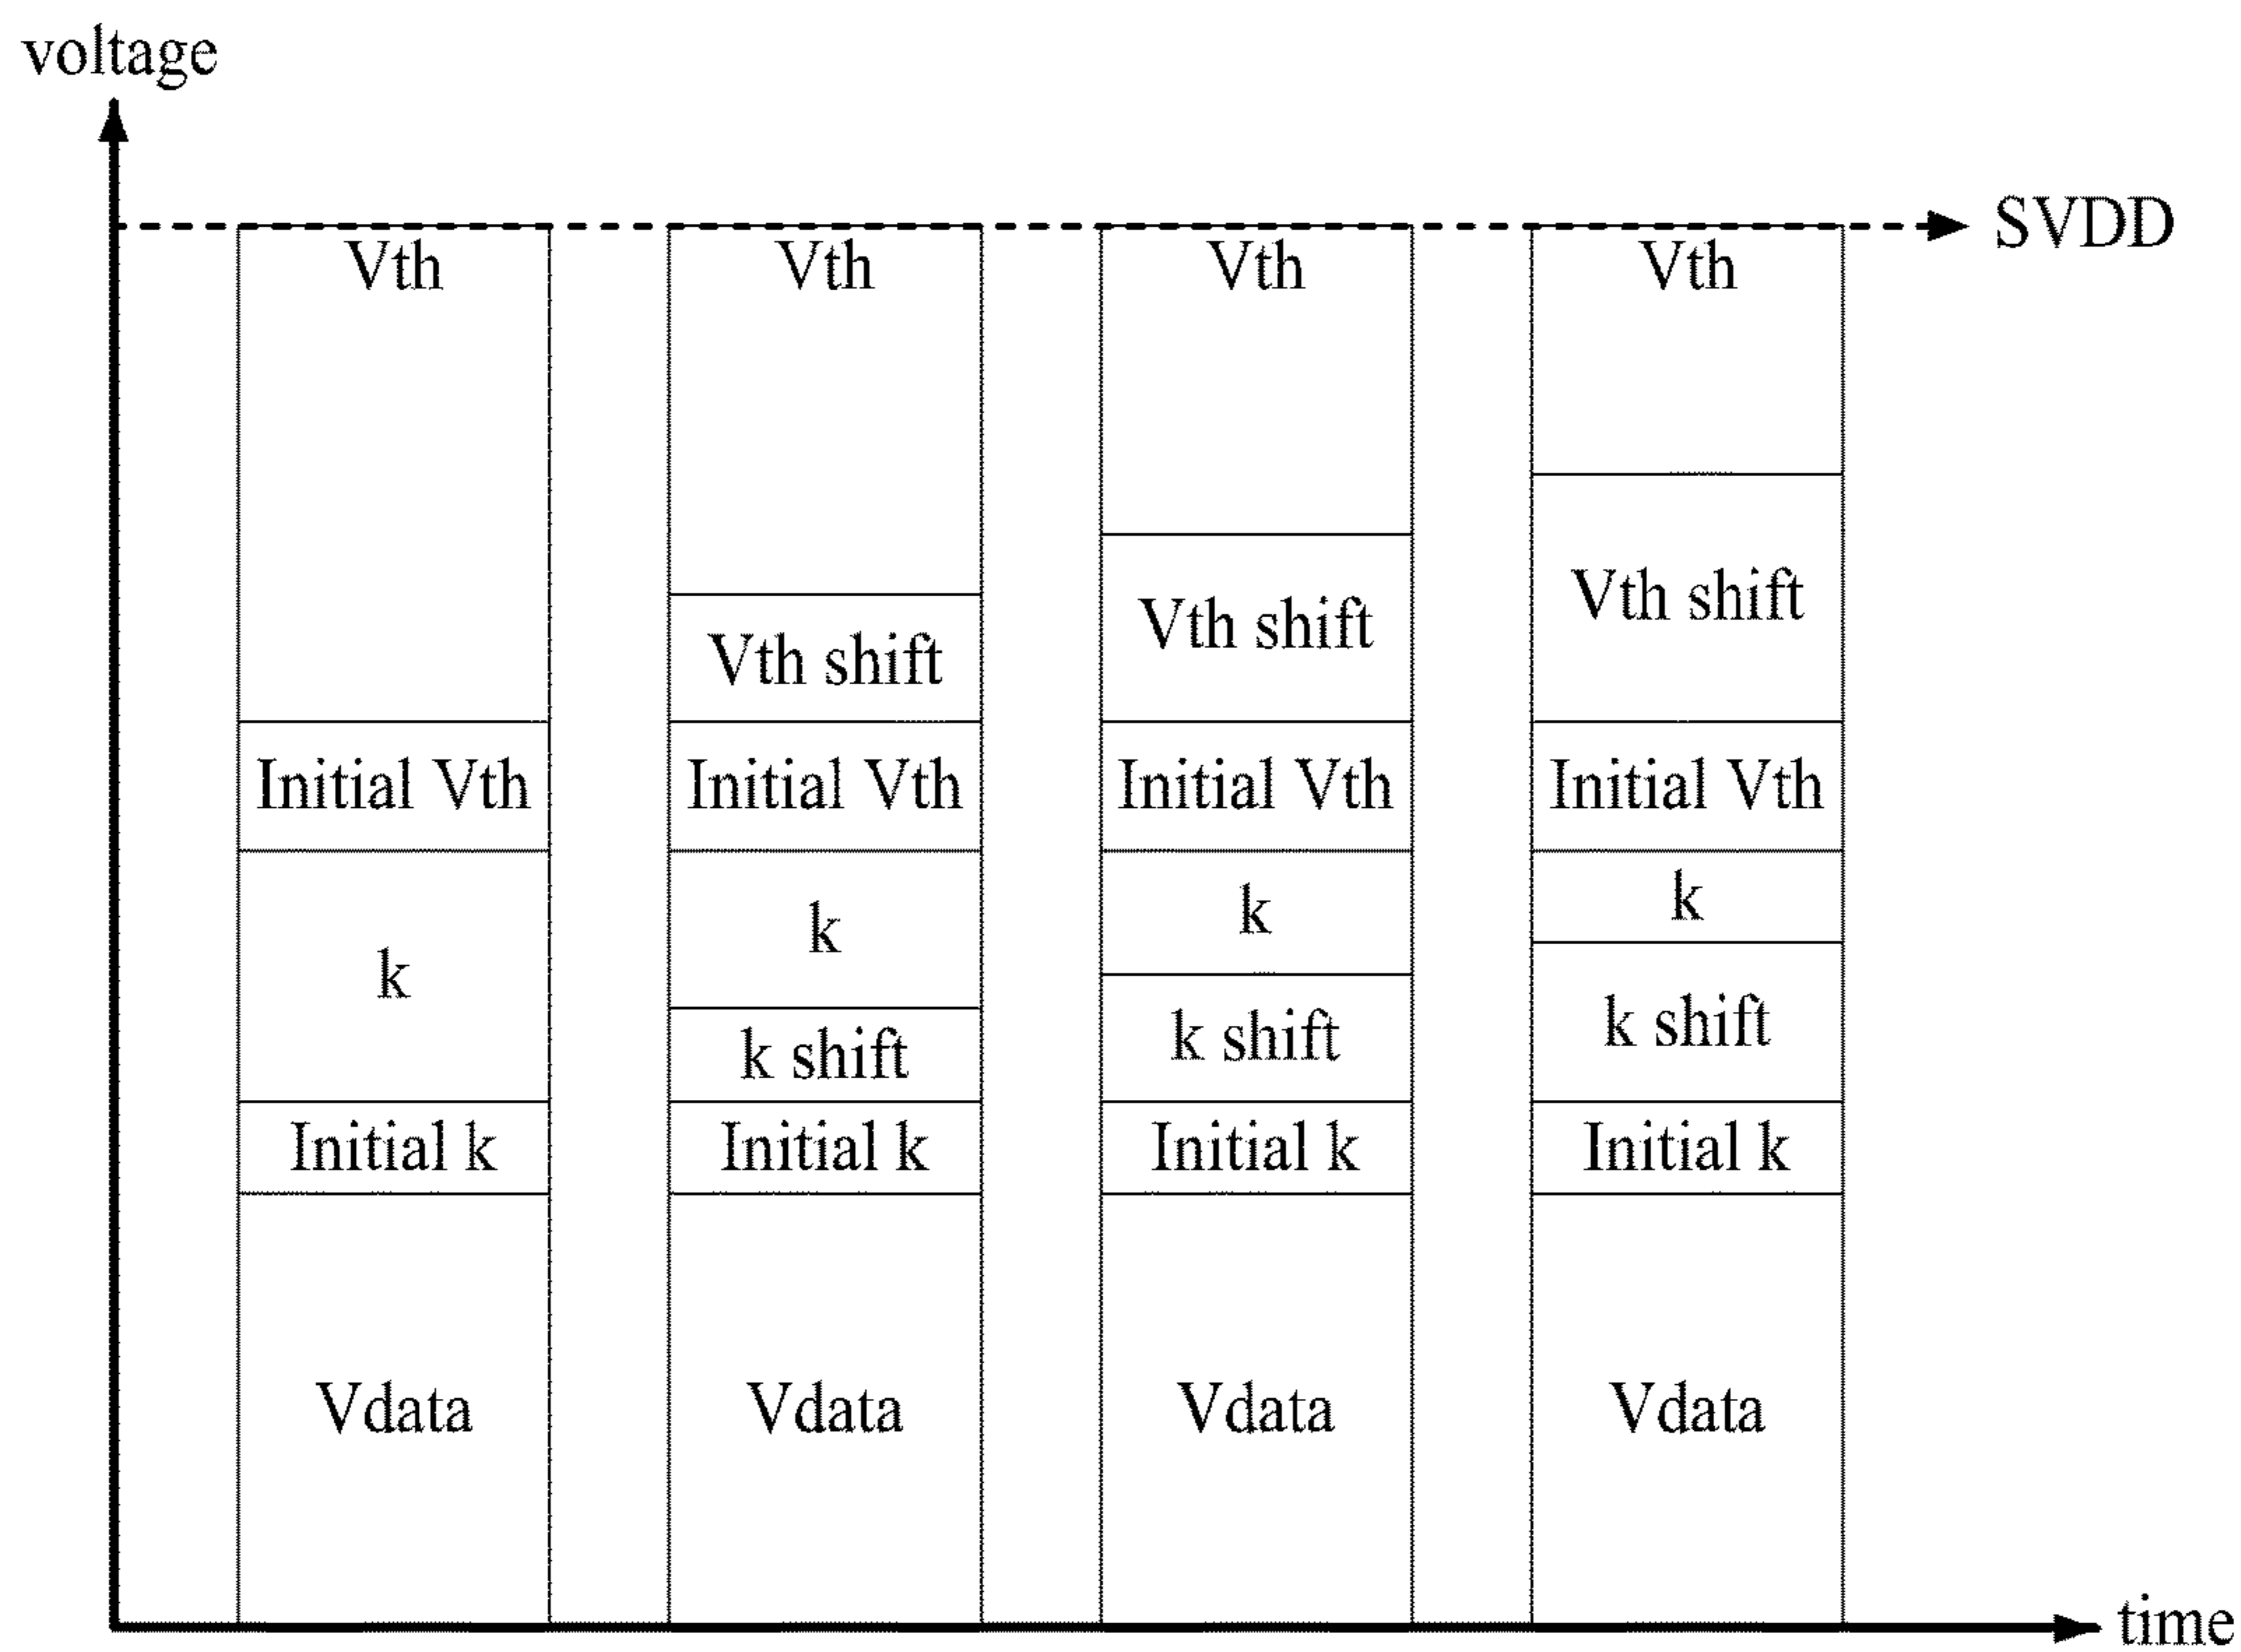 voltage
SVDD
Vth
Vth
Vth
Vth
Vth shift
Vth shift
Vth shift
Initial Vth
Initial Vth
Initial Vth
Initial Vth
k
k
k
k
k shift
k shift
k shift
Initial k
Initial k
Initial k
Initial k
Vdata
Vdata
Vdata
Vdata
time